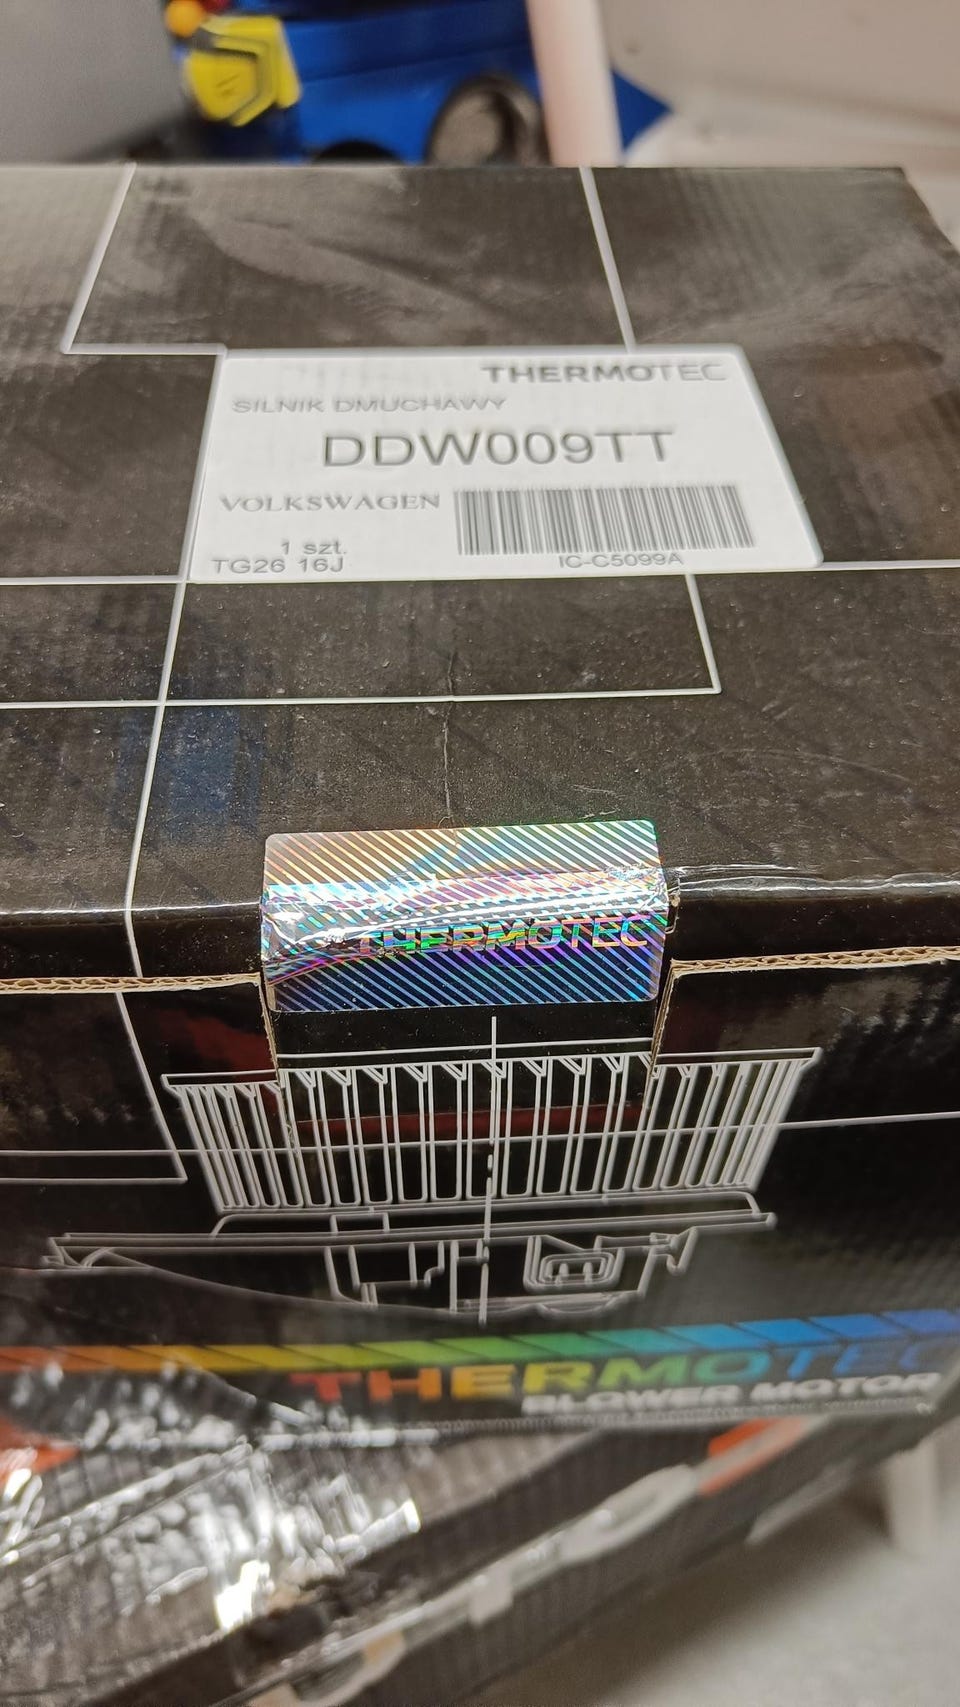 THERMOTEC
SILNIK DMUCHAWY
DDW009TT
VOLKSWAGEN
1 szt.
TG26 16J
IC-C5099A
THERMOTEC
THERMOTEC
BLOWER MOTOR